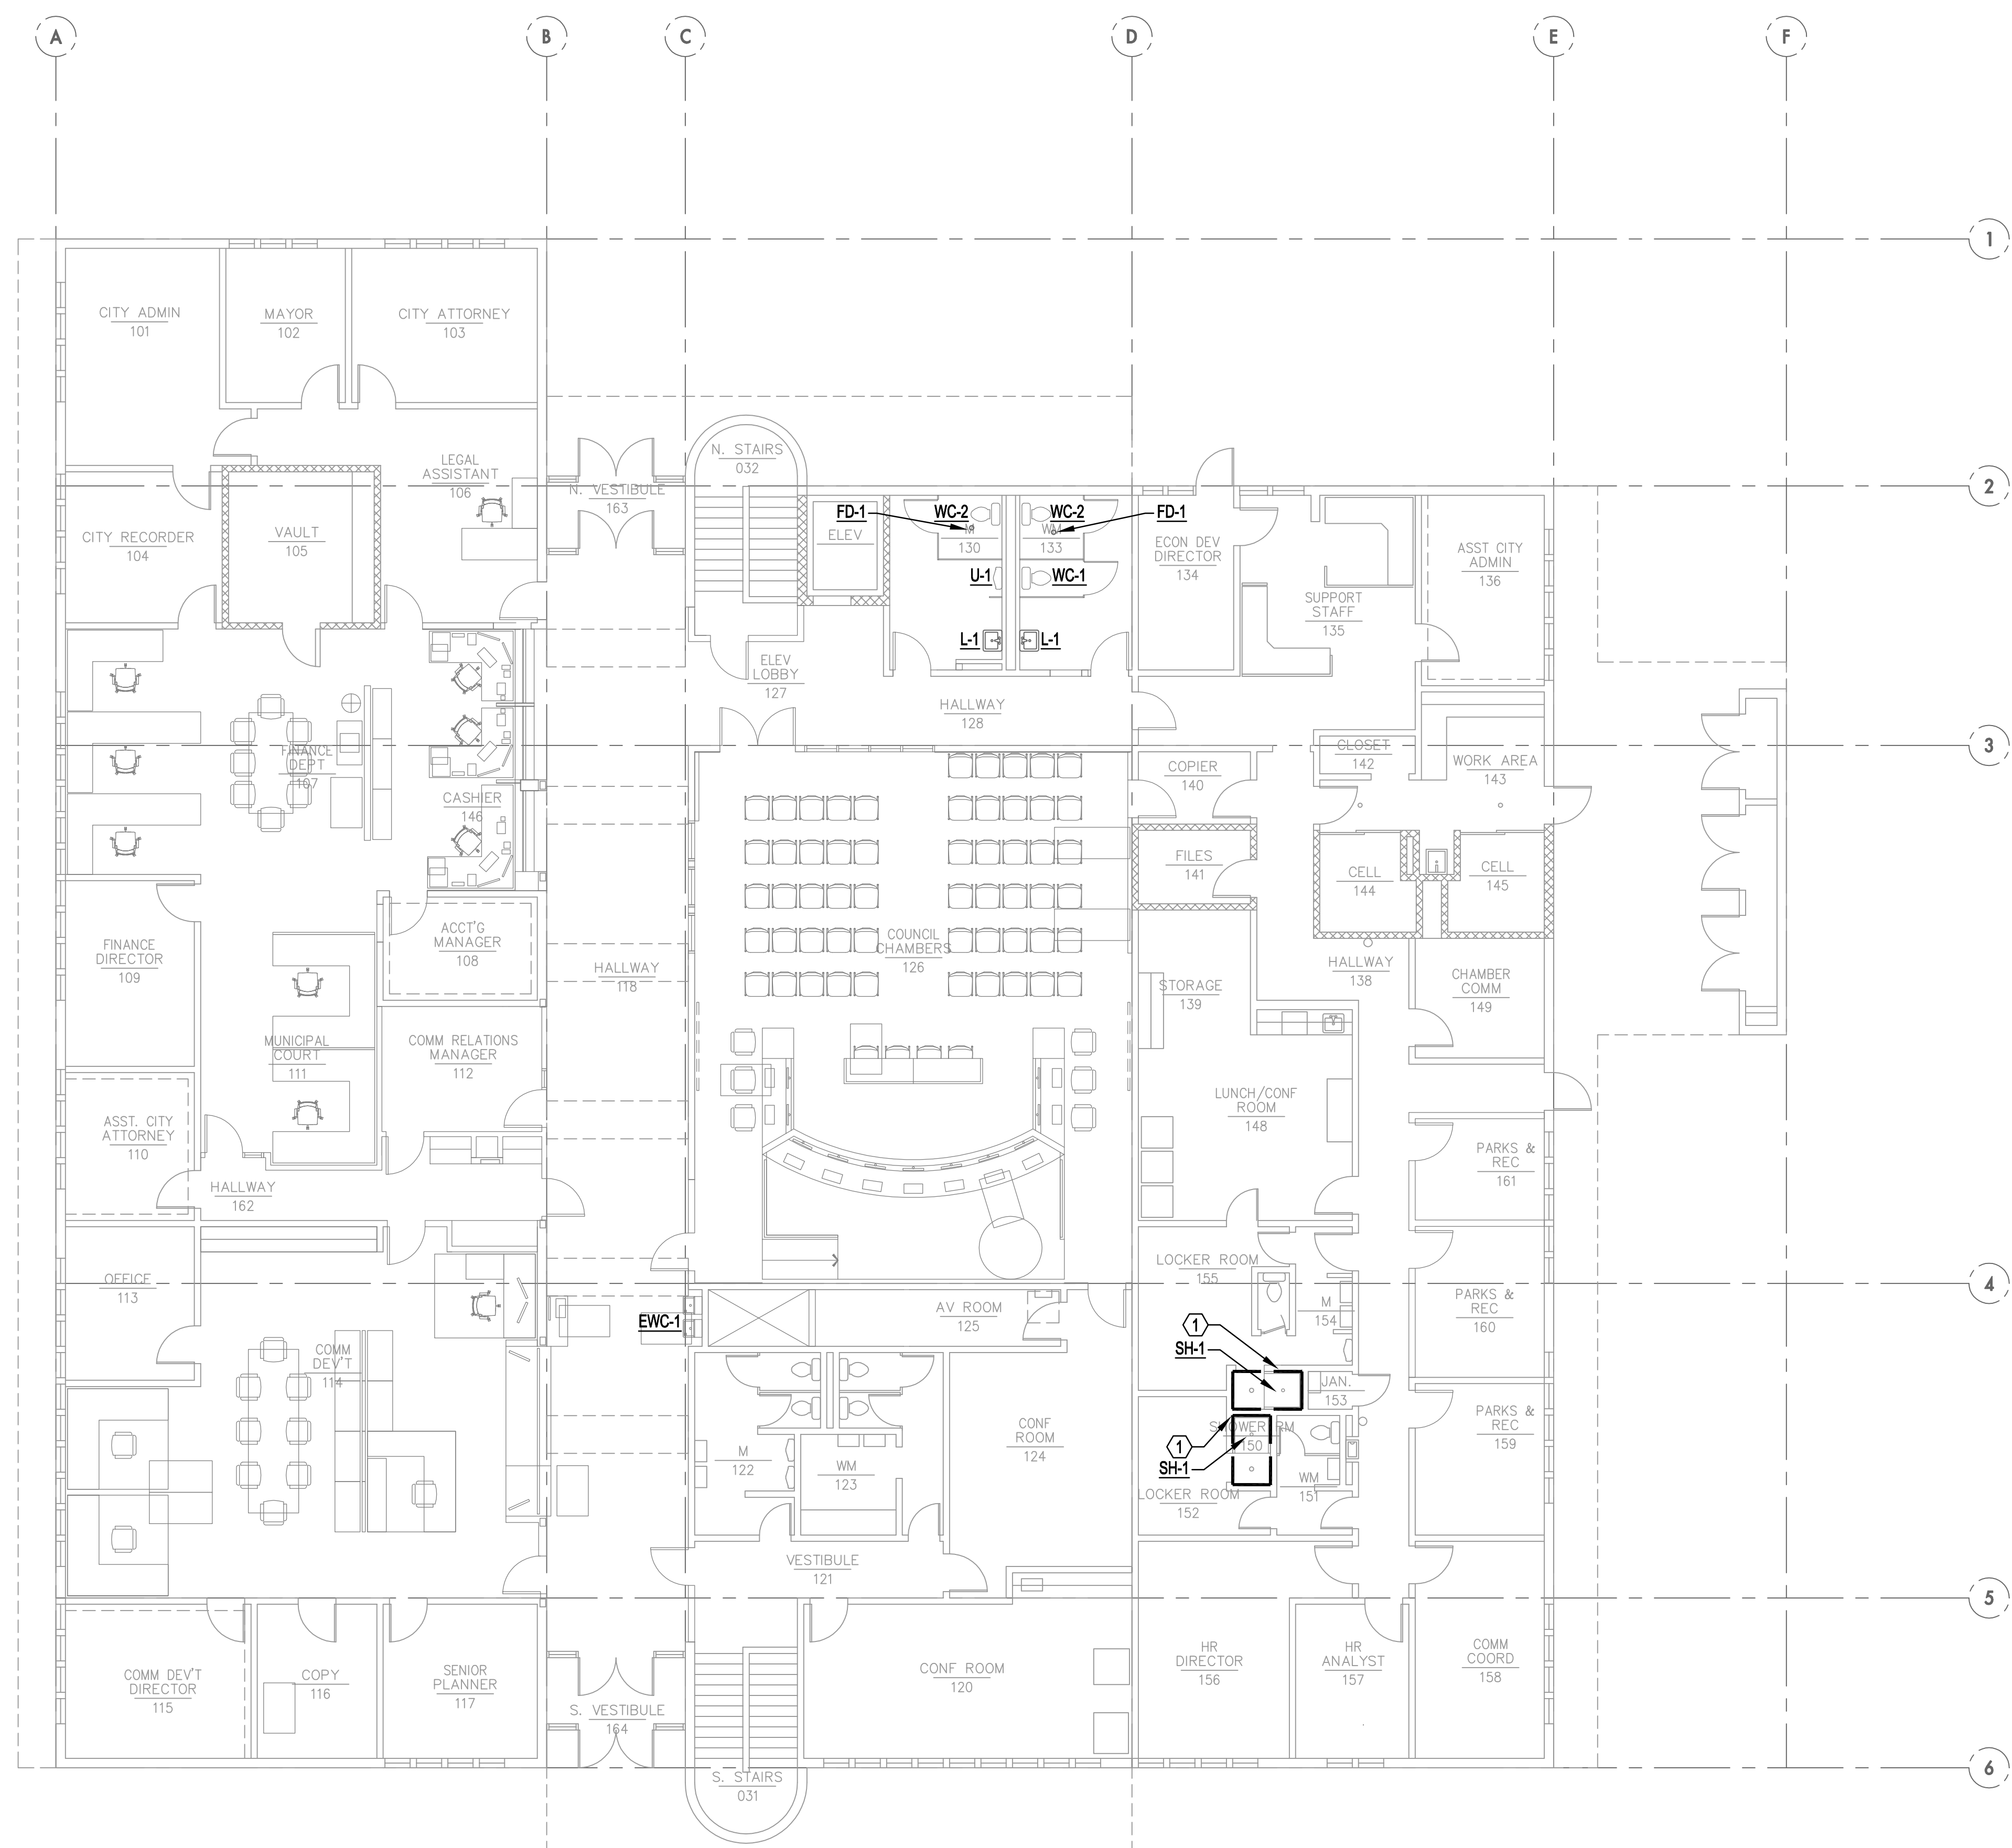 A
B
C
D
E
F
1
2
3
4
5
6
CITY ADMIN
101
MAYOR
102
CITY ATTORNEY
103
LEGAL
ASSISTANT
106
CITY RECORDER
104
VAULT
105
N. VESTIBULE
163
N. STAIRS
032
ELEV
FD-1
WC-2
M
130
U-1
L-1
WC-2
WM
133
FD-1
WC-1
L-1
ECON DEV
DIRECTOR
134
SUPPORT
STAFF
135
ASST CITY
ADMIN
136
ELEV
LOBBY
127
HALLWAY
128
FINANCE
DEPT
107
CASHIER
146
COPIER
140
CLOSET
142
WORK AREA
143
FILES
141
CELL
144
CELL
145
FINANCE
DIRECTOR
109
ACCT'G
MANAGER
108
HALLWAY
118
COUNCIL
CHAMBERS
126
STORAGE
139
HALLWAY
138
CHAMBER
COMM
149
MUNICIPAL
COURT
111
COMM RELATIONS
MANAGER
112
ASST. CITY
ATTORNEY
110
HALLWAY
162
LUNCH/CONF
ROOM
148
PARKS &
REC
161
OFFICE
113
COMM
DEV'T
114
EWC-1
AV ROOM
125
LOCKER ROOM
155
M
154
PARKS &
REC
160
1
SH-1
JAN.
153
M
122
WM
123
CONF
ROOM
124
SHOWER RM
150
1
SH-1
WM
151
LOCKER ROOM
152
PARKS &
REC
159
VESTIBULE
121
COMM DEV'T
DIRECTOR
115
COPY
116
SENIOR
PLANNER
117
S. VESTIBULE
164
S. STAIRS
031
CONF ROOM
120
HR
DIRECTOR
156
HR
ANALYST
157
COMM
COORD
158